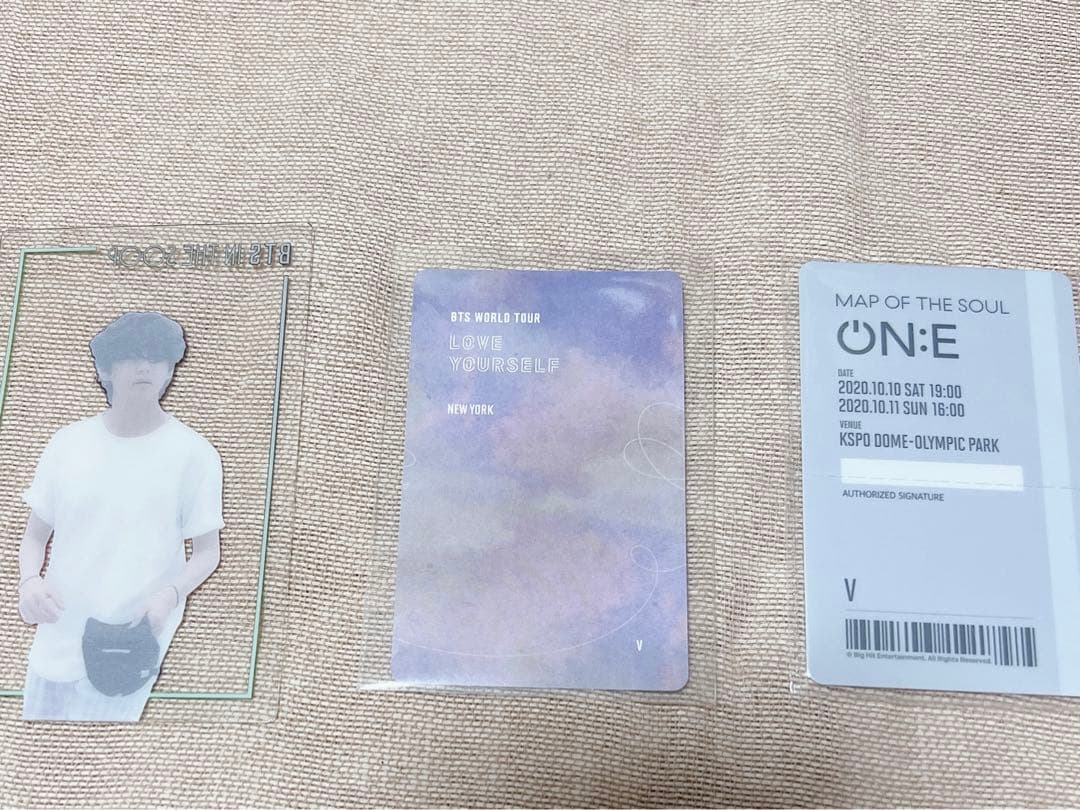 BTS IN THE SOOP
BTS WORLD TOUR
LOVE
YOURSELF
NEW YORK
V
MAP OF THE SOUL
ON:E
DATE
2020.10.10 SAT 19:00
2020.10.11 SUN 16:00
VENUE
KSPO DOME-OLYMPIC PARK
AUTHORIZED SIGNATURE
V
© Big Hit Entertainment. All Rights Reserved.